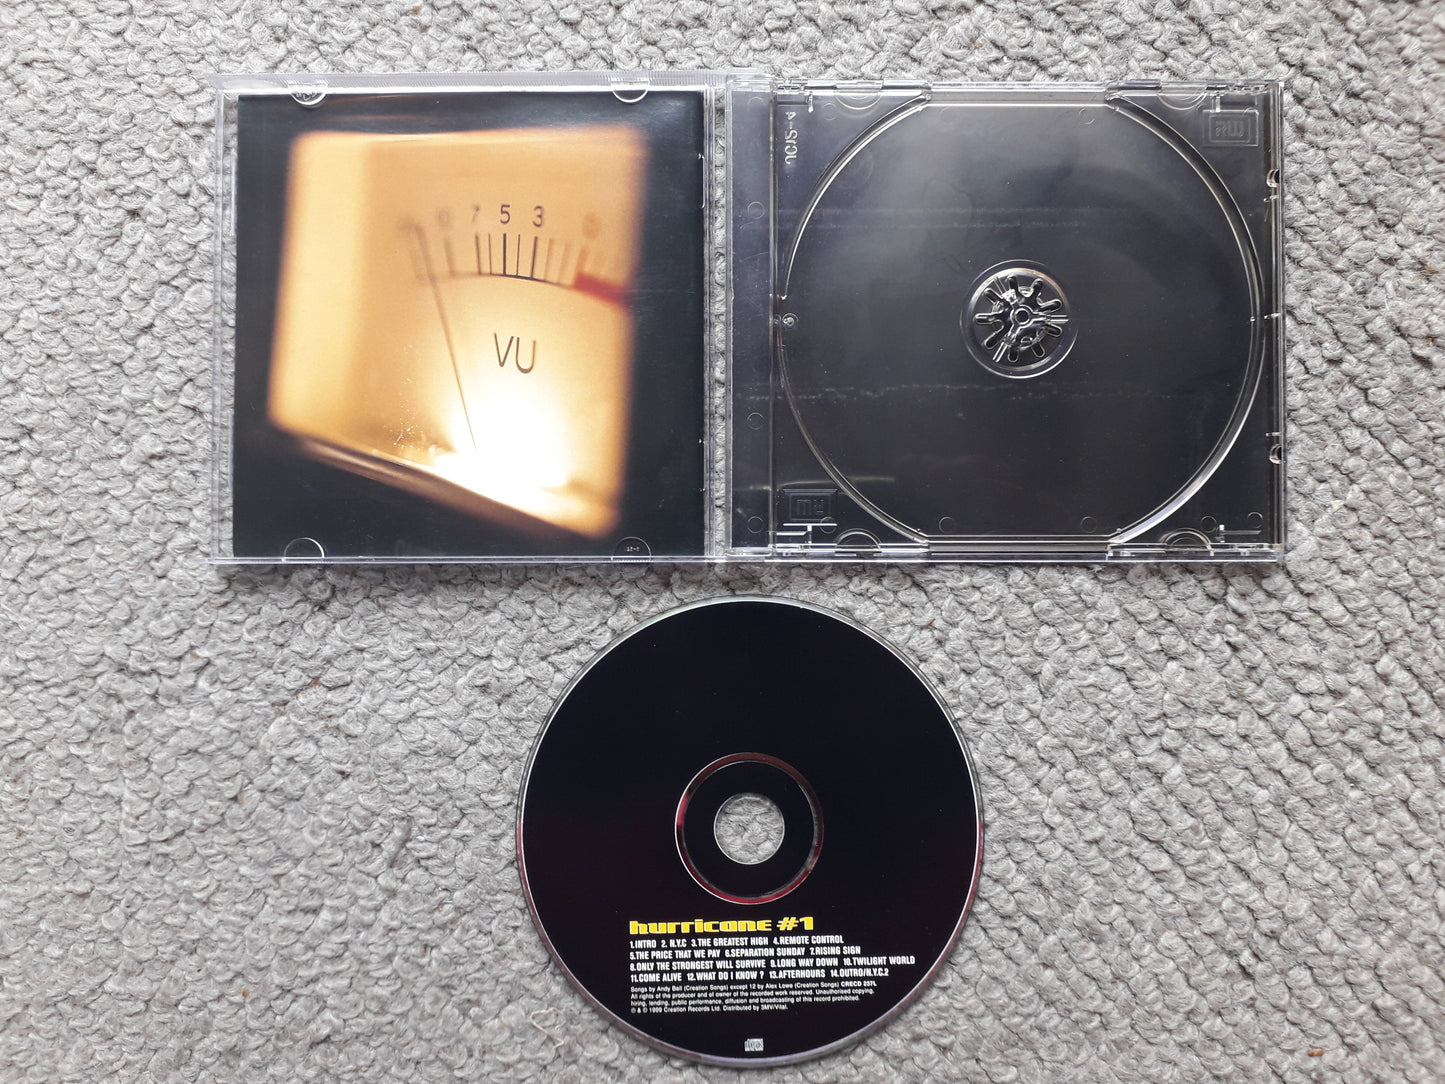 7 5 3
VU
hurricane #1
1.INTRO 2. N.Y.C 3.THE GREATEST HIGH 4.REMOTE CONTROL
5.THE PRICE THAT WE PAY 6.SEPARATION SUNDAY 7.RISING SIGN
8.ONLY THE STRONGEST WILL SURVIVE 9.LONG WAY DOWN 10.TWILIGHT WORLD
11.COME ALIVE 12.WHAT DO I KNOW ? 13.AFTERHOURS 14.OUTRO/N.Y.C.2
Songs by Andy Bell (Creation Songs) except 12 by Alex Lowe (Creation Songs) CRECD 237L
All rights of the producer and of owner of the recorded work reserved. Unauthorised copying,
hiring, lending, public performance, diffusion and broadcasting of this record prohibited.
℗ & © 1999 Creation Records Ltd. Distributed by 3MV/Vital.